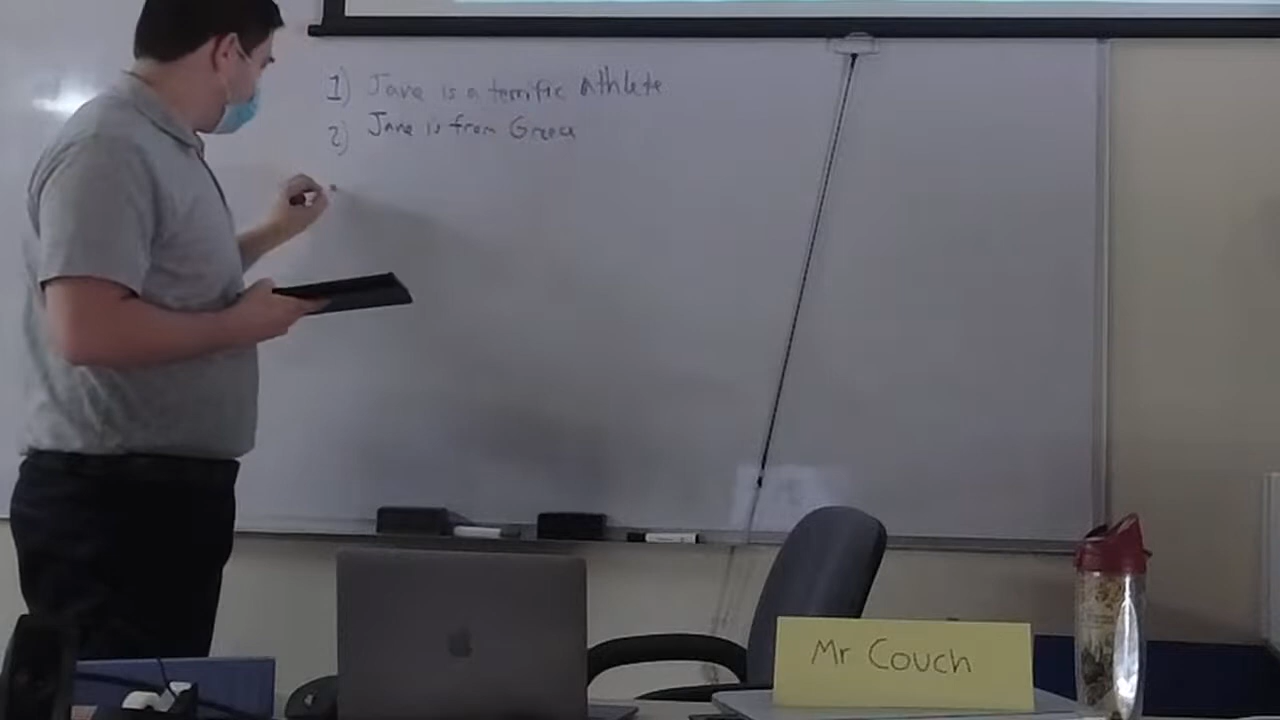 1) Jane is a terrific athlete
2) Jane is from Greece
Mr Couch